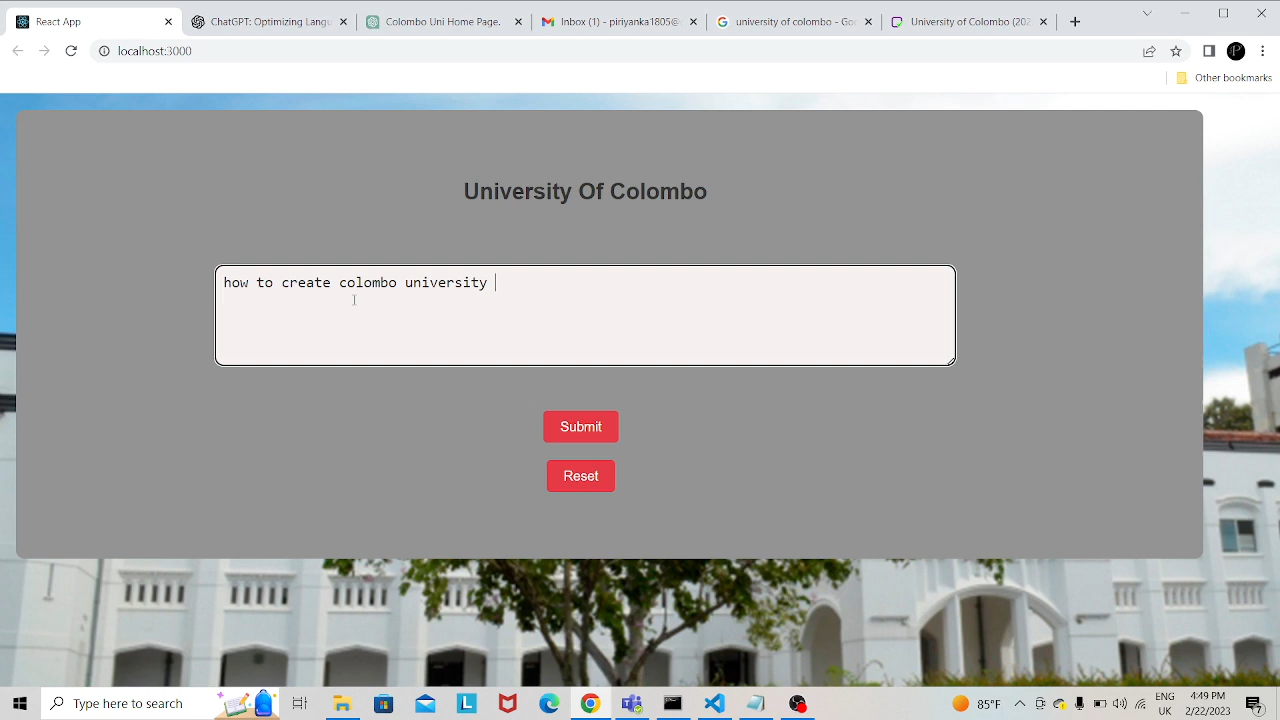 React App
ChatGPT: Optimizing Langu
Colombo Uni Home Page.
Inbox (1) - piriyanka1805@
university of colombo - Goo
University of Colombo (202
localhost:3000
Other bookmarks
University Of Colombo
how to create colombo university
Submit
Reset
Type here to search
85°F
ENG
UK
4:49 PM
2/22/2023
7